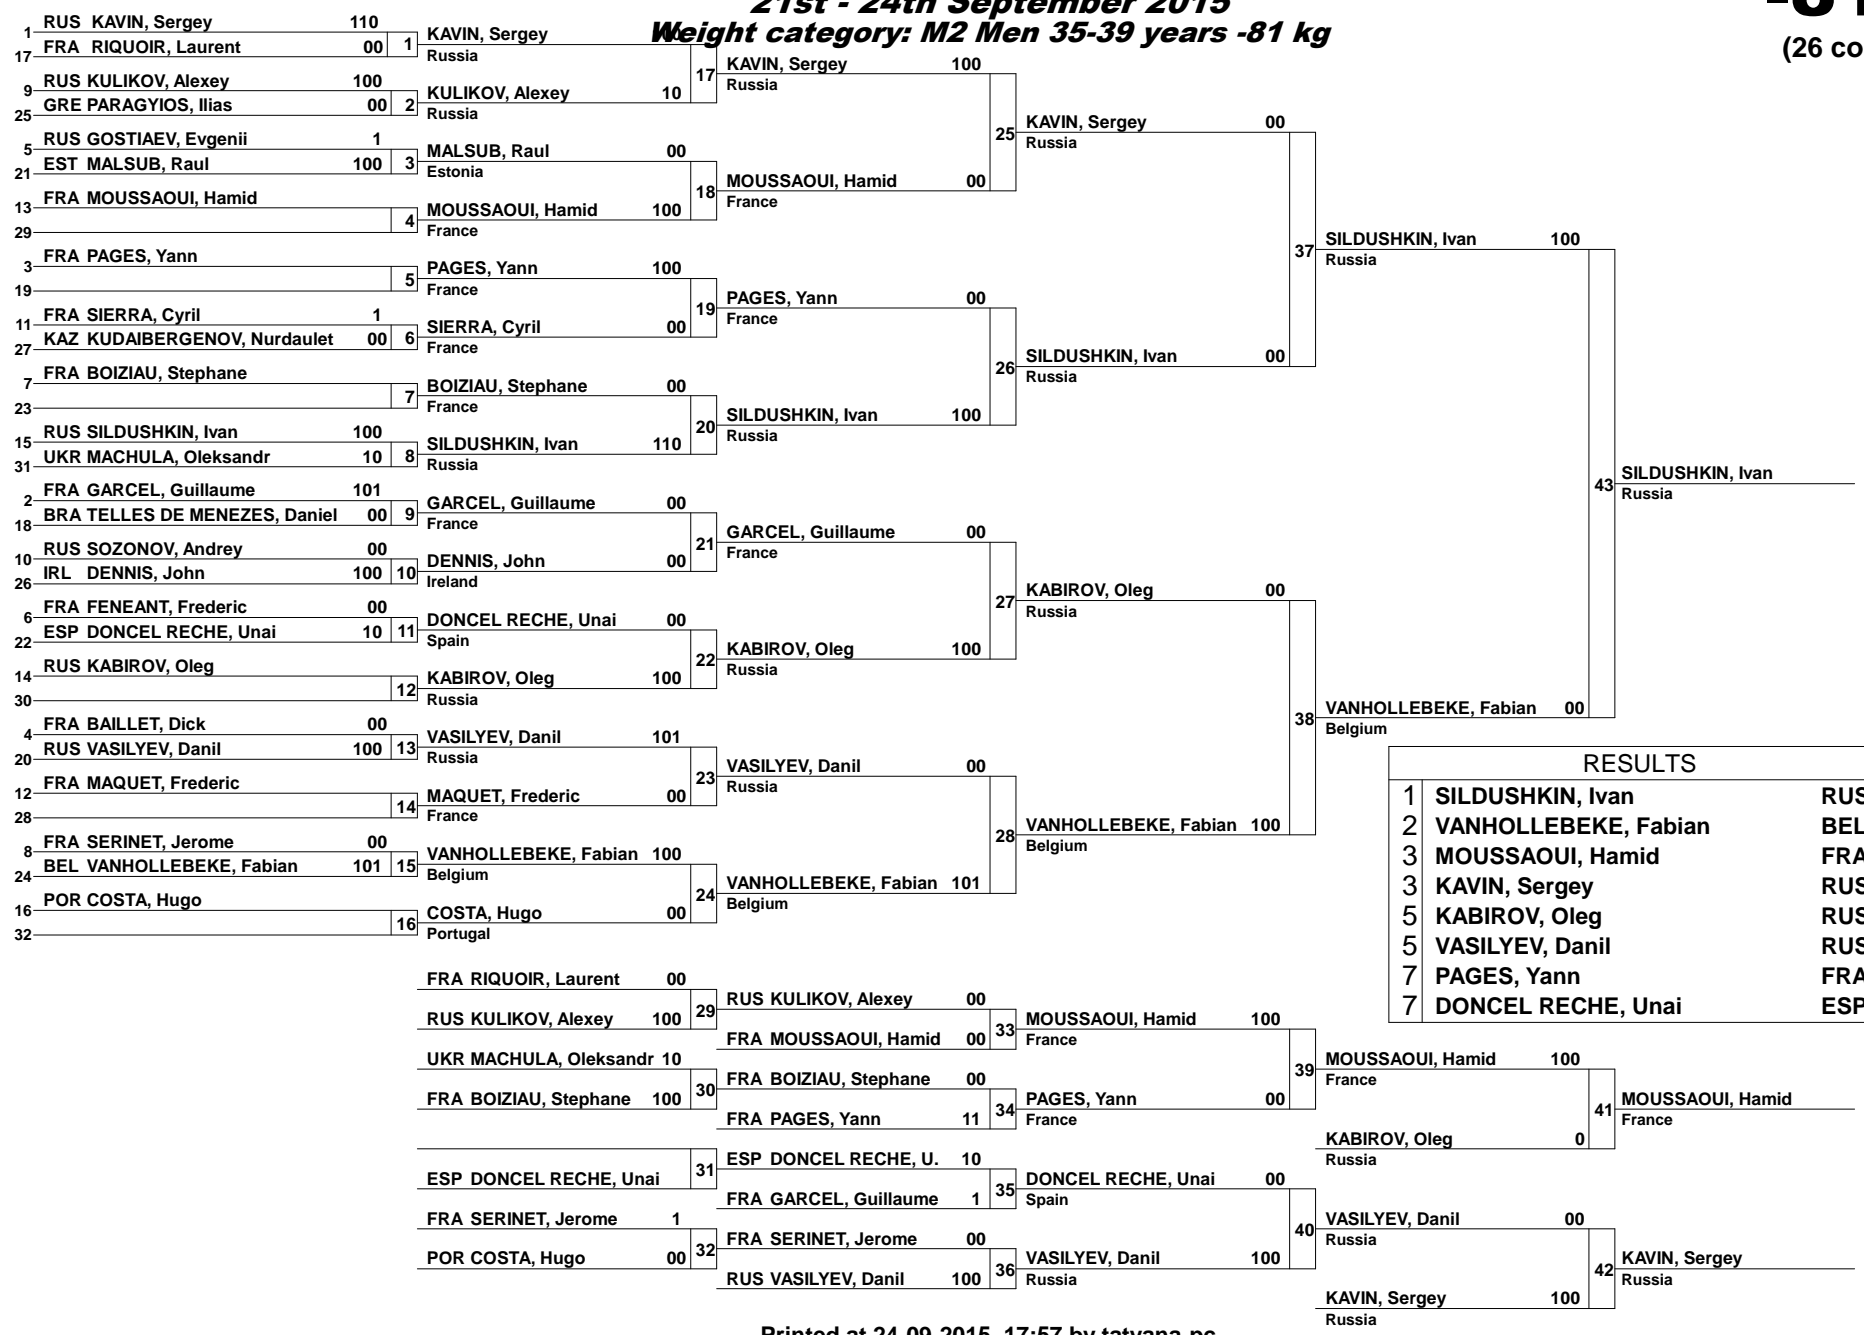 21st - 24th September 2015
Weight category: M2 Men 35-39 years -81 kg
(26 co
1 RUS KAVIN, Sergey 110
17 FRA RIQUOIR, Laurent 00 1
9 RUS KULIKOV, Alexey 100
25 GRE PARAGYIOS, Ilias 00 2
5 RUS GOSTIAEV, Evgenii 1
21 EST MALSUB, Raul 100 3
13 FRA MOUSSAOUI, Hamid
29 4
3 FRA PAGES, Yann
19 5
11 FRA SIERRA, Cyril 1
27 KAZ KUDAIBERGENOV, Nurdaulet 00 6
7 FRA BOIZIAU, Stephane
23 7
15 RUS SILDUSHKIN, Ivan 100
31 UKR MACHULA, Oleksandr 10 8
2 FRA GARCEL, Guillaume 101
18 BRA TELLES DE MENEZES, Daniel 00 9
10 RUS SOZONOV, Andrey 00
26 IRL DENNIS, John 100 10
6 FRA FENEANT, Frederic 00
22 ESP DONCEL RECHE, Unai 10 11
14 RUS KABIROV, Oleg
30 12
4 FRA BAILLET, Dick 00
20 RUS VASILYEV, Danil 100 13
12 FRA MAQUET, Frederic
28 14
8 FRA SERINET, Jerome 00
24 BEL VANHOLLEBEKE, Fabian 101 15
16 POR COSTA, Hugo
32 16
KAVIN, Sergey
Russia
17
KULIKOV, Alexey 10
Russia
MALSUB, Raul 00
Estonia
18
MOUSSAOUI, Hamid 100
France
PAGES, Yann 100
France
19
SIERRA, Cyril 00
France
BOIZIAU, Stephane 00
France
20
SILDUSHKIN, Ivan 110
Russia
GARCEL, Guillaume 00
France
21
DENNIS, John 00
Ireland
DONCEL RECHE, Unai 00
Spain
22
KABIROV, Oleg 100
Russia
VASILYEV, Danil 101
Russia
23
MAQUET, Frederic 00
France
VANHOLLEBEKE, Fabian 100
Belgium
24
COSTA, Hugo 00
Portugal
KAVIN, Sergey 100
Russia
25
MOUSSAOUI, Hamid 00
France
PAGES, Yann 00
France
26
SILDUSHKIN, Ivan 100
Russia
GARCEL, Guillaume 00
France
27
KABIROV, Oleg 100
Russia
VASILYEV, Danil 00
Russia
28
VANHOLLEBEKE, Fabian 101
Belgium
KAVIN, Sergey 00
Russia
37
SILDUSHKIN, Ivan 00
Russia
KABIROV, Oleg 00
Russia
38
VANHOLLEBEKE, Fabian 100
Belgium
SILDUSHKIN, Ivan 100
Russia
43
VANHOLLEBEKE, Fabian 00
Belgium
SILDUSHKIN, Ivan
Russia
RESULTS
1 SILDUSHKIN, Ivan RUS
2 VANHOLLEBEKE, Fabian BEL
3 MOUSSAOUI, Hamid FRA
3 KAVIN, Sergey RUS
5 KABIROV, Oleg RUS
5 VASILYEV, Danil RUS
7 PAGES, Yann FRA
7 DONCEL RECHE, Unai ESP
FRA RIQUOIR, Laurent 00
29
RUS KULIKOV, Alexey 100
UKR MACHULA, Oleksandr 10
30
FRA BOIZIAU, Stephane 100
31
ESP DONCEL RECHE, Unai
FRA SERINET, Jerome 1
32
POR COSTA, Hugo 00
RUS KULIKOV, Alexey 00
33
FRA MOUSSAOUI, Hamid 00
FRA BOIZIAU, Stephane 00
34
FRA PAGES, Yann 11
ESP DONCEL RECHE, U. 10
35
FRA GARCEL, Guillaume 1
FRA SERINET, Jerome 00
36
RUS VASILYEV, Danil 100
MOUSSAOUI, Hamid 100
France
39
PAGES, Yann 00
France
DONCEL RECHE, Unai 00
Spain
40
VASILYEV, Danil 100
Russia
MOUSSAOUI, Hamid 100
France
41
KABIROV, Oleg 0
Russia
VASILYEV, Danil 00
Russia
42
KAVIN, Sergey 100
Russia
MOUSSAOUI, Hamid
France
KAVIN, Sergey
Russia
Printed at 24-09-2015 17:57 by tatyana-pc